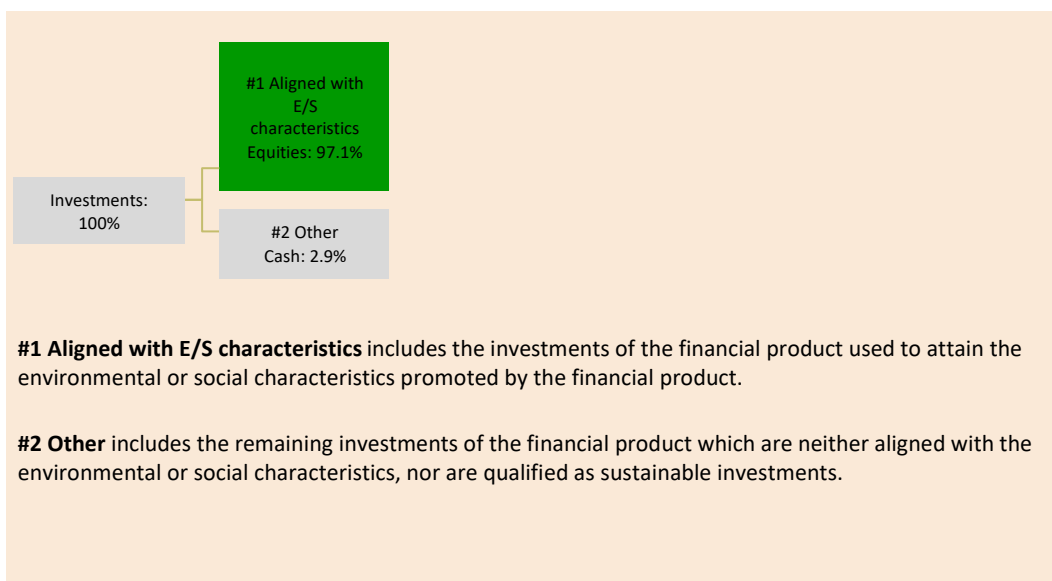 #1 Aligned with
E/S
characteristics
Equities: 97.1%
Investments:
100%
#2 Other
Cash: 2.9%
#1 Aligned with E/S characteristics includes the investments of the financial product used to attain the
environmental or social characteristics promoted by the financial product.
#2 Other includes the remaining investments of the financial product which are neither aligned with the
environmental or social characteristics, nor are qualified as sustainable investments.